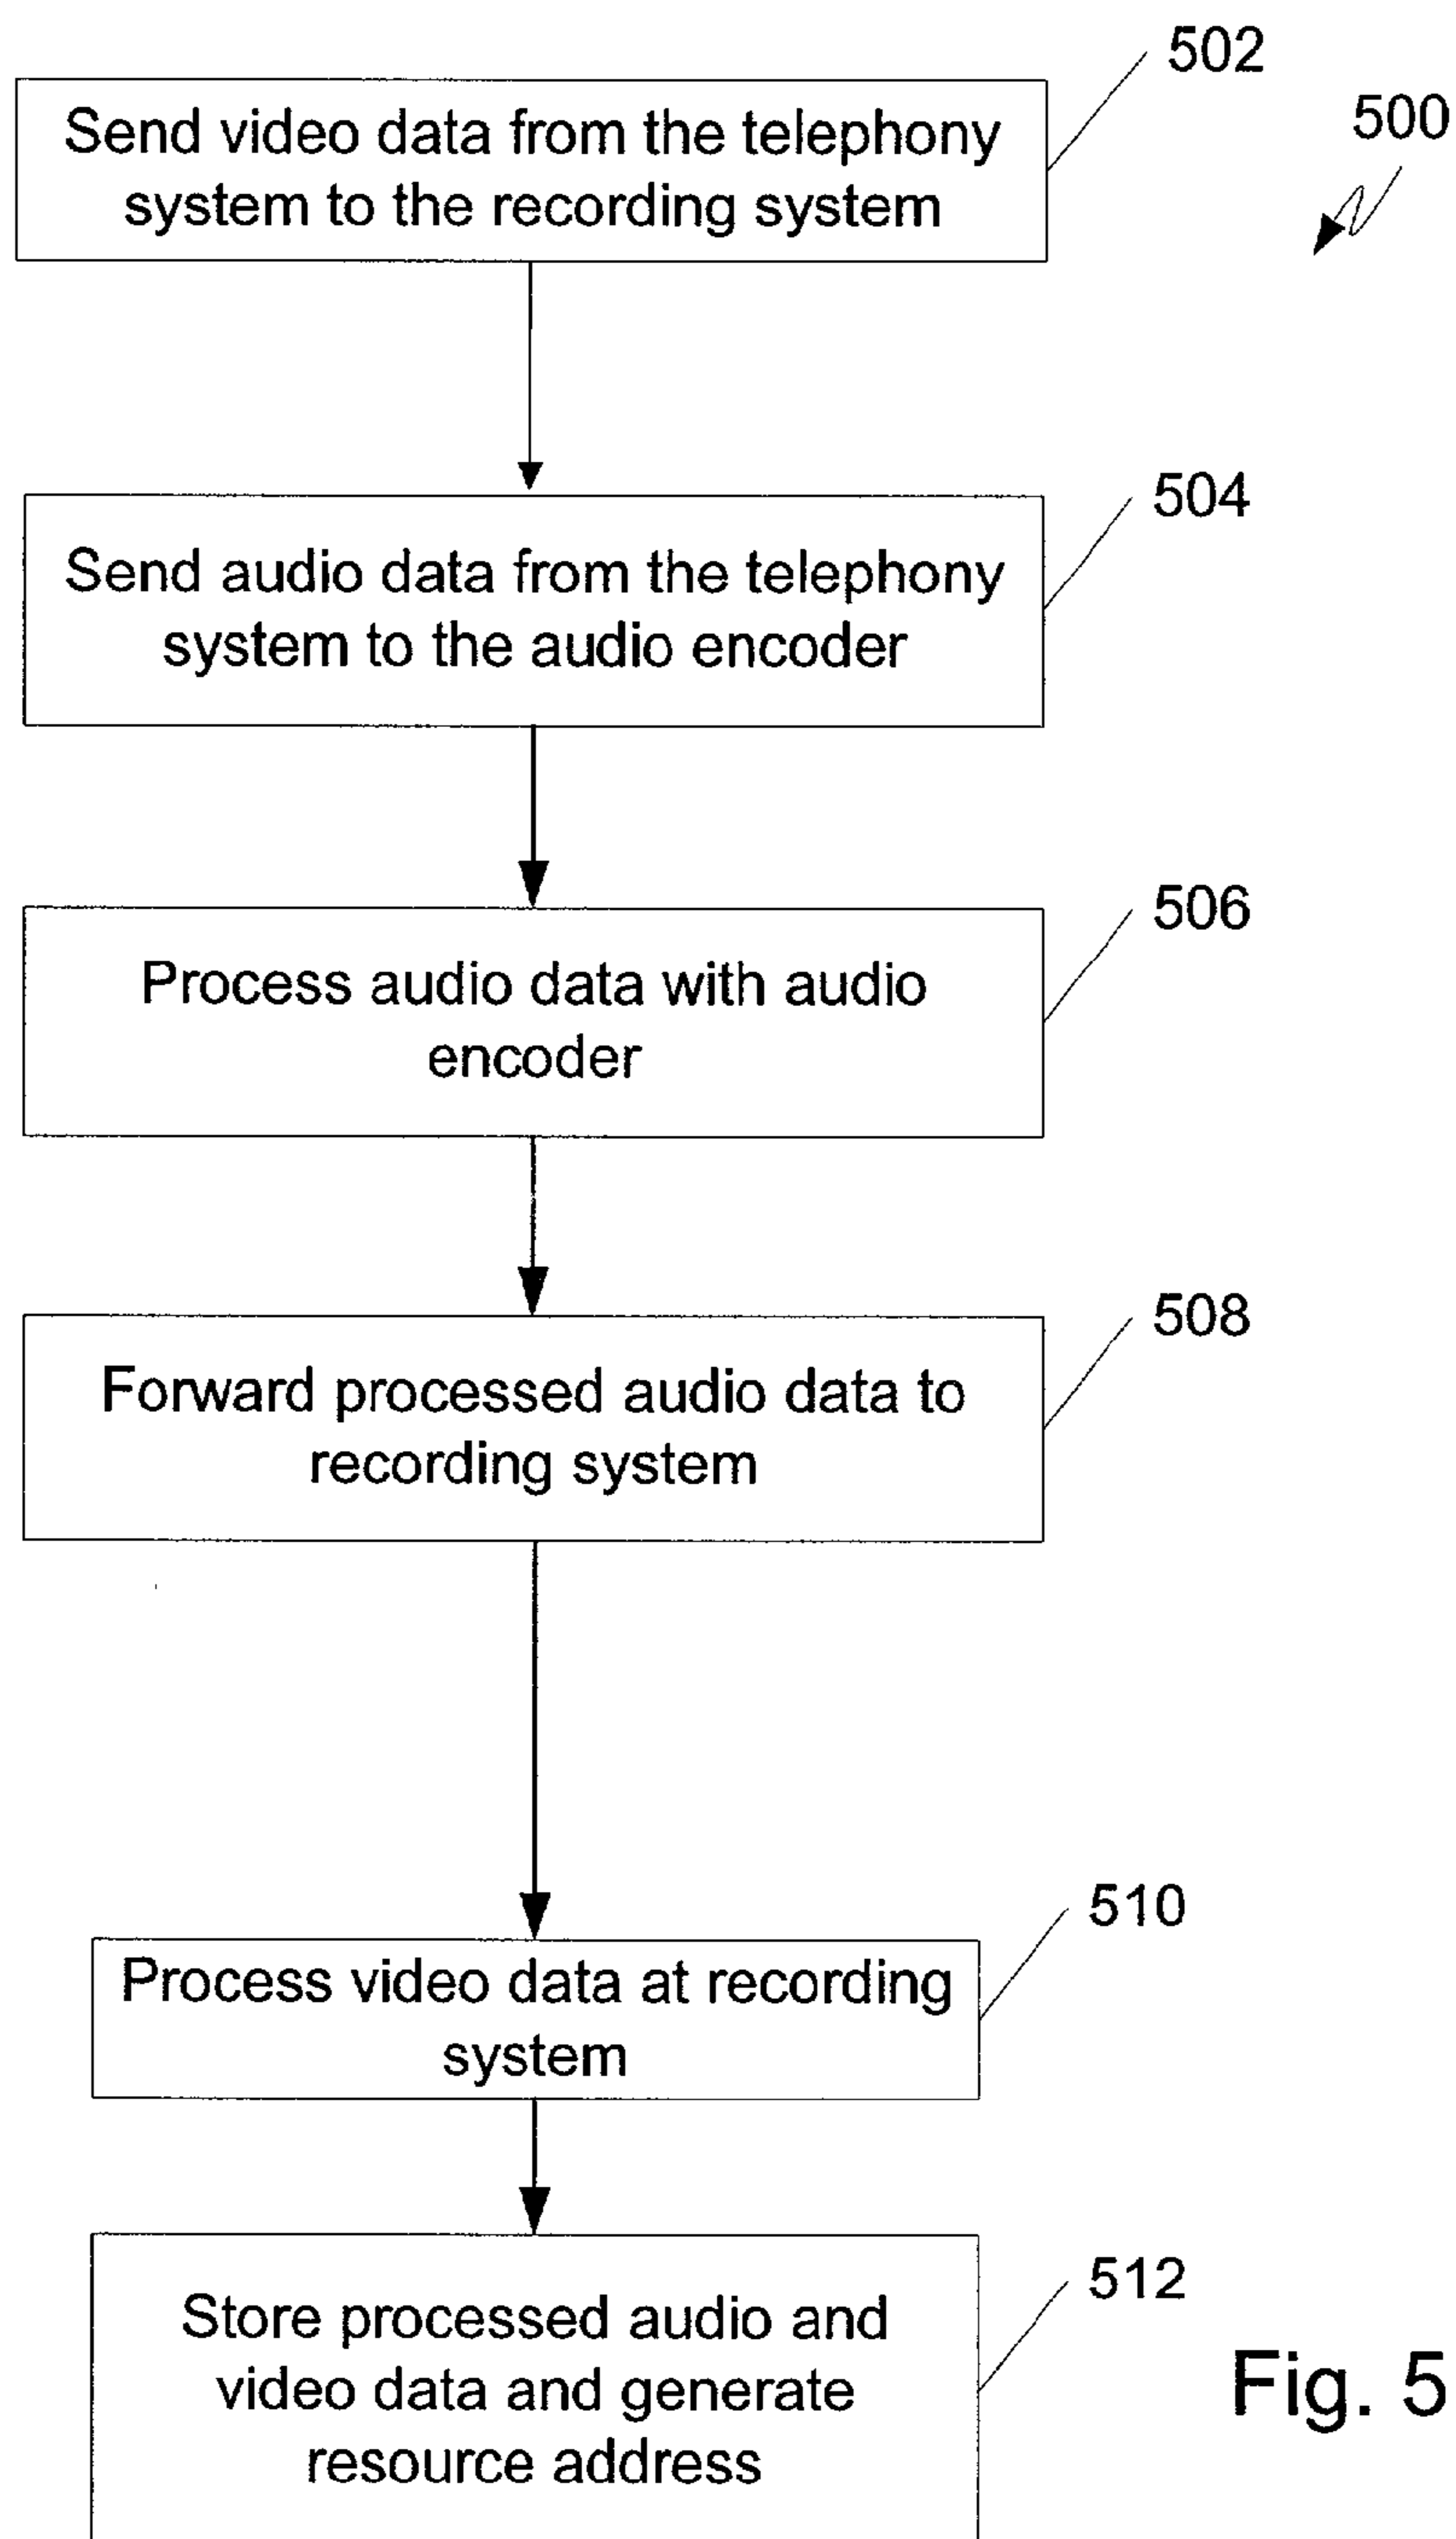 502
500
Send video data from the telephony
system to the recording system
504
Send audio data from the telephony
system to the audio encoder
506
Process audio data with audio
encoder
508
Forward processed audio data to
recording system
510
Process video data at recording
system
512
Store processed audio and
video data and generate
resource address
Fig. 5